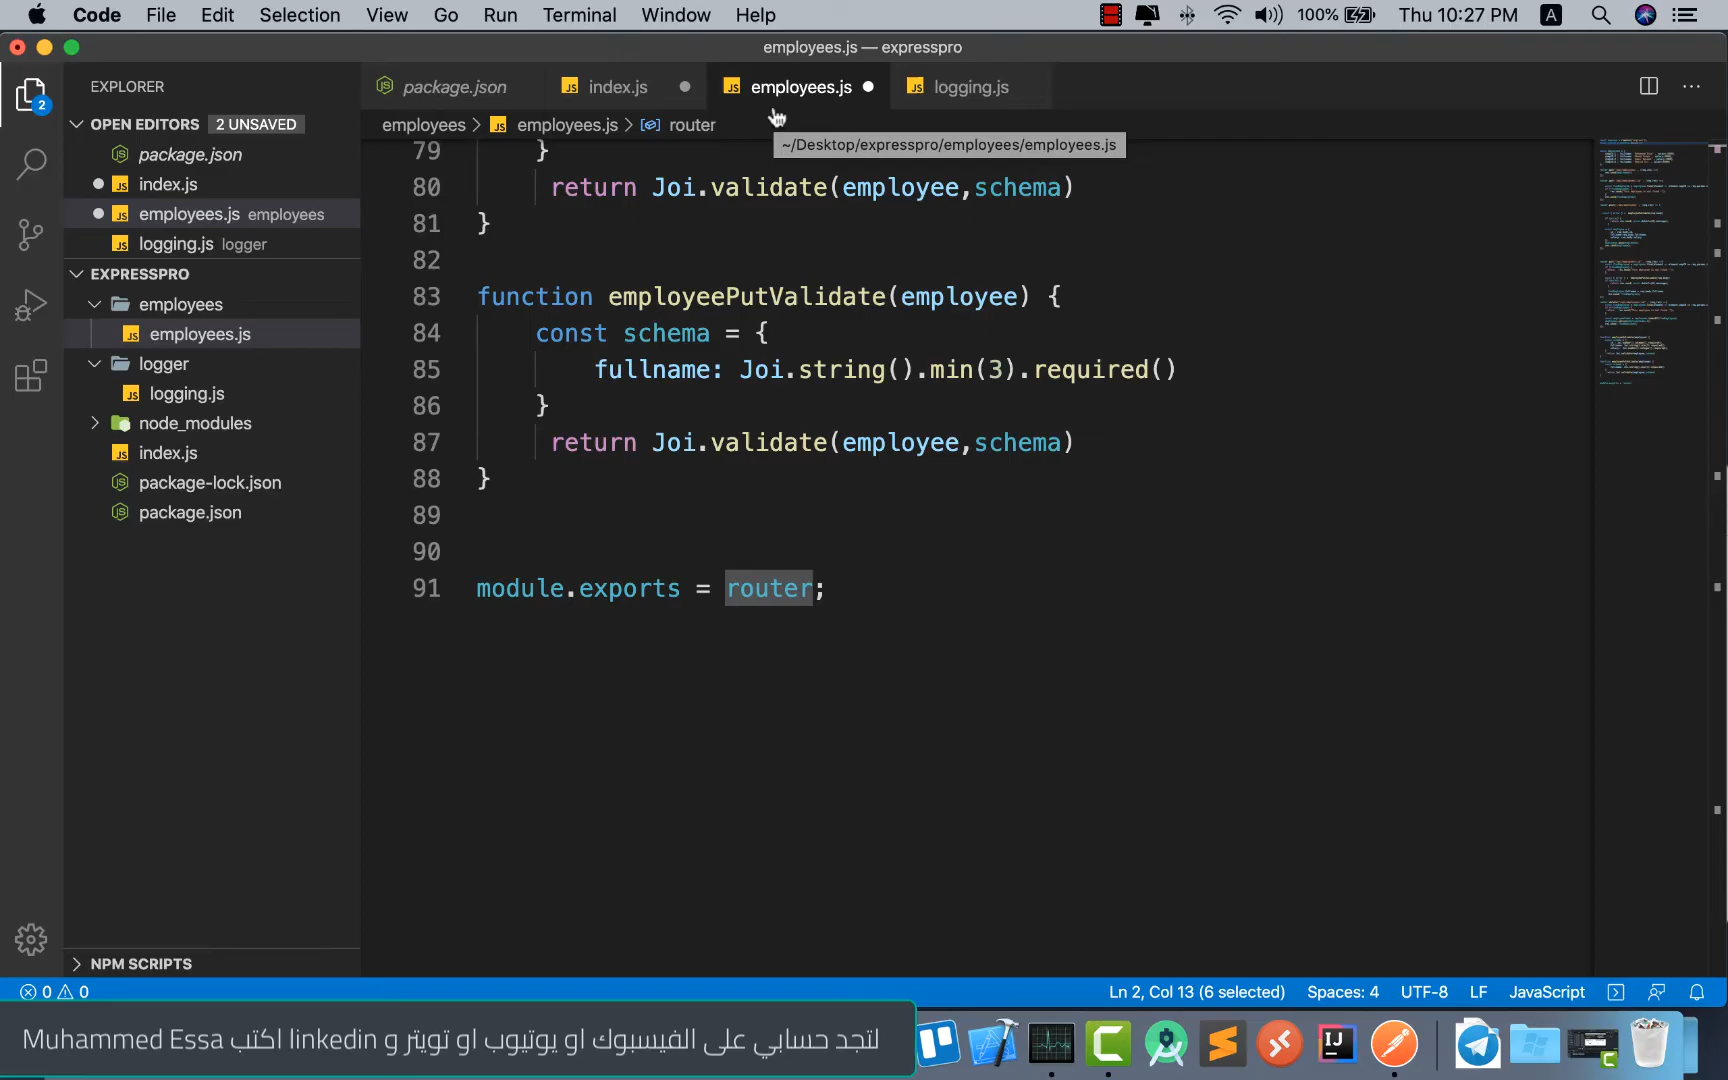 Code File Edit Selection View Go Run Terminal Window Help 100% Thu 10:27 PM A
employees.js — expresspro
EXPLORER
package.json index.js employees.js logging.js
OPEN EDITORS 2 UNSAVED
employees > employees.js > router
~/Desktop/expresspro/employees/employees.js
package.json
index.js
employees.js employees
logging.js logger
EXPRESSPRO
employees
employees.js
logger
logging.js
node_modules
index.js
package-lock.json
package.json
NPM SCRIPTS
2
79 }
80 return Joi.validate(employee,schema)
81 }
82
83 function employeePutValidate(employee) {
84 const schema = {
85 fullname: Joi.string().min(3).required()
86 }
87 return Joi.validate(employee,schema)
88 }
89
90
91 module.exports = router;
0 0 Ln 2, Col 13 (6 selected) Spaces: 4 UTF-8 LF JavaScript
لتجد حسابي على الفيسبوك او يوتيوب او تويتر و linkedin اكتب Muhammed Essa
IJ